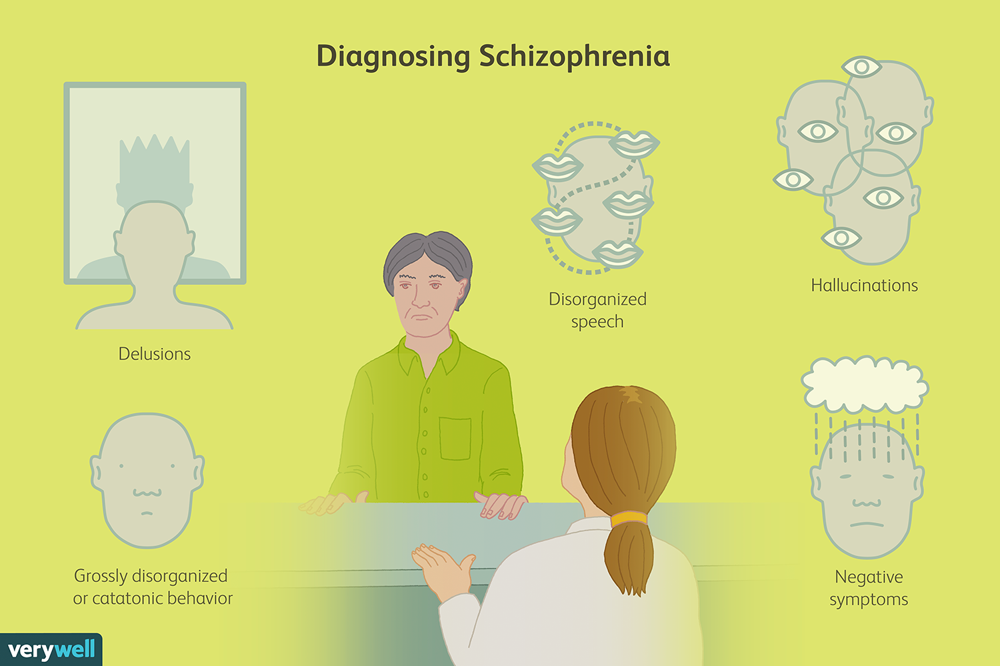 Diagnosing Schizophrenia
Delusions
Disorganized
speech
Hallucinations
Grossly disorganized
or catatonic behavior
Negative
symptoms
verywell